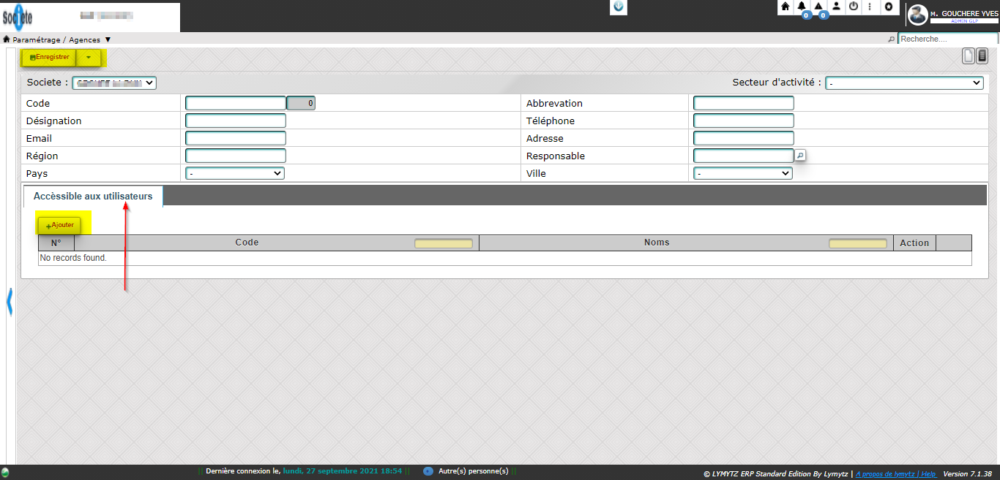 Societe
0 0
M. GOUCHERE YVES
ADMIN GLP
Paramétrage / Agences ▼
Recherche....
Enregistrer
Societe :
Secteur d'activité : -
Code 0 Abbrevation
Désignation Téléphone
Email Adresse
Région Responsable
Pays - Ville -
Accèssible aux utilisateurs
+Ajouter
N° Code Noms Action
No records found.
|| Dernière connexion le, lundi, 27 septembre 2021 18:54 || Autre(s) personne(s) ||
© LYMYTZ ERP Standard Edition By Lymytz | A propos de lymytz | Help Version 7.1.38